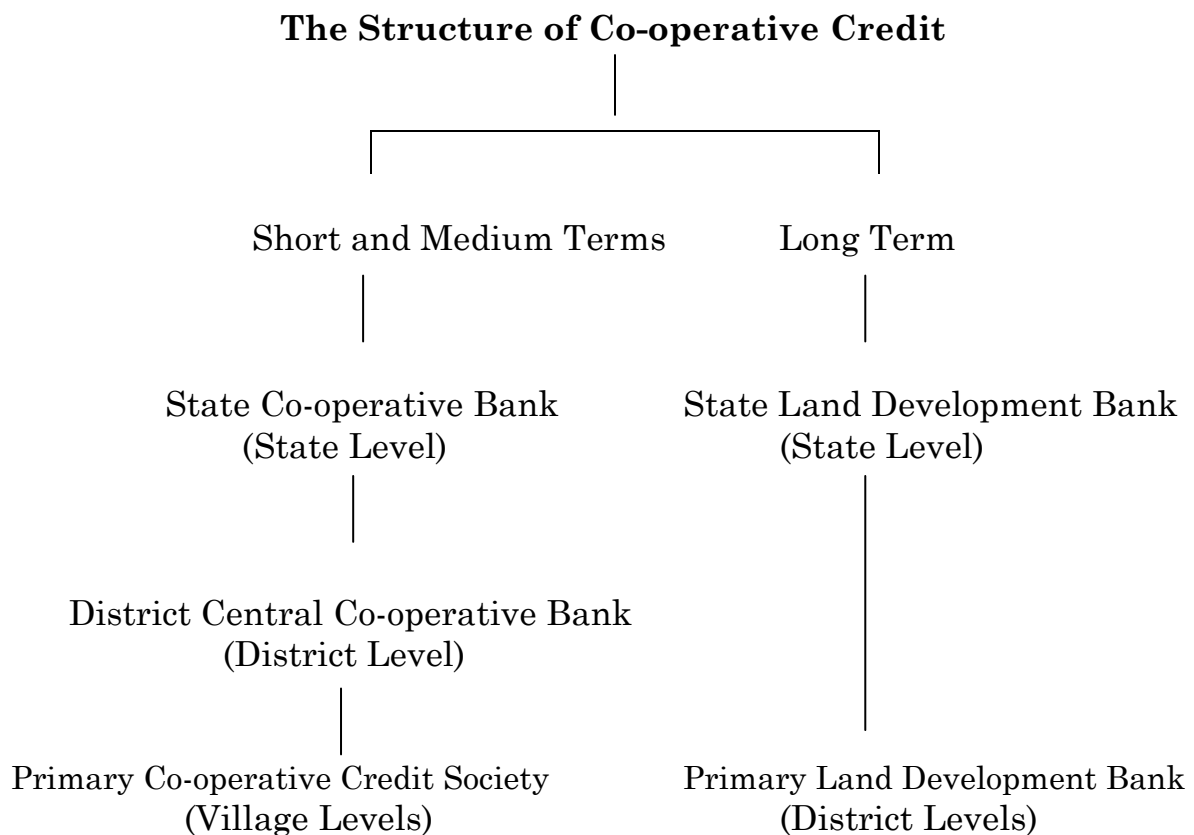 The Structure of Co-operative Credit
Short and Medium Terms
Long Term
State Co-operative Bank
(State Level)
State Land Development Bank
(State Level)
District Central Co-operative Bank
(District Level)
Primary Co-operative Credit Society
(Village Levels)
Primary Land Development Bank
(District Levels)